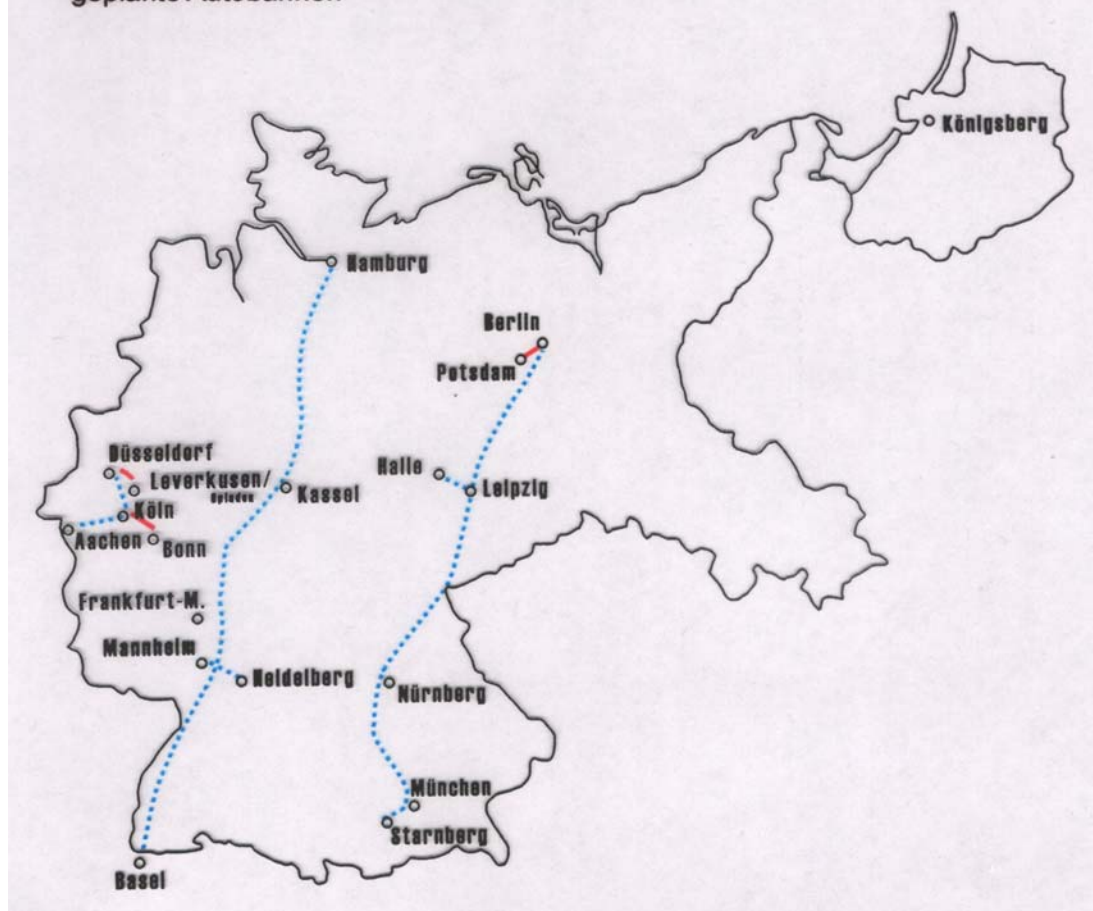 geplante Autobahnen
Königsberg
Hamburg
Berlin
Potsdam
Düsseldorf
Leverkusen/
Opladen
Halle
Leipzig
Kassel
Köln
Aachen
Bonn
Frankfurt-M.
Mannheim
Heidelberg
Nürnberg
München
Starnberg
Basel